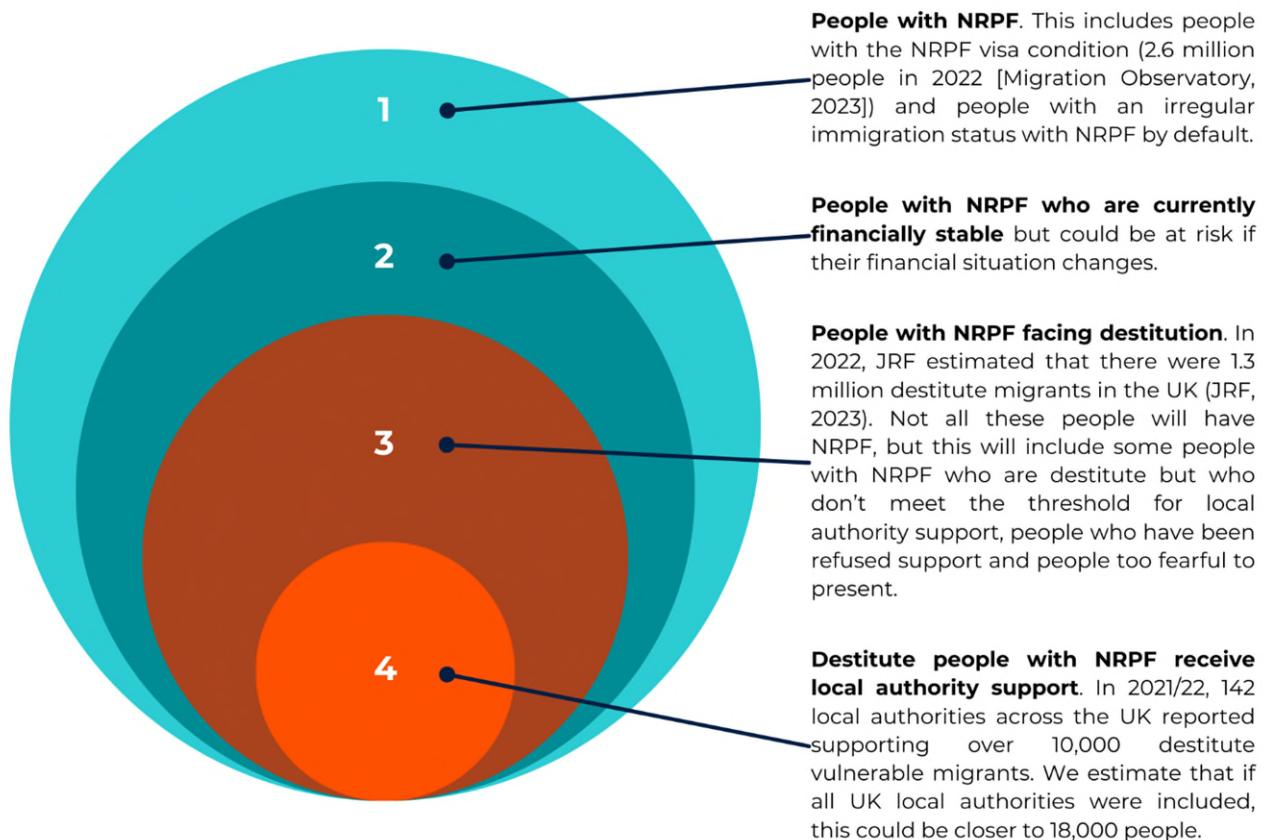 1
People with NRPF. This includes people
with the NRPF visa condition (2.6 million
people in 2022 [Migration Observatory,
2023]) and people with an irregular
immigration status with NRPF by default.
2
People with NRPF who are currently
financially stable but could be at risk if
their financial situation changes.
3
People with NRPF facing destitution. In
2022, JRF estimated that there were 1.3
million destitute migrants in the UK (JRF,
2023). Not all these people will have
NRPF, but this will include some people
with NRPF who are destitute but who
don't meet the threshold for local
authority support, people who have been
refused support and people too fearful to
present.
4
Destitute people with NRPF receive
local authority support. In 2021/22, 142
local authorities across the UK reported
supporting over 10,000 destitute
vulnerable migrants. We estimate that if
all UK local authorities were included,
this could be closer to 18,000 people.